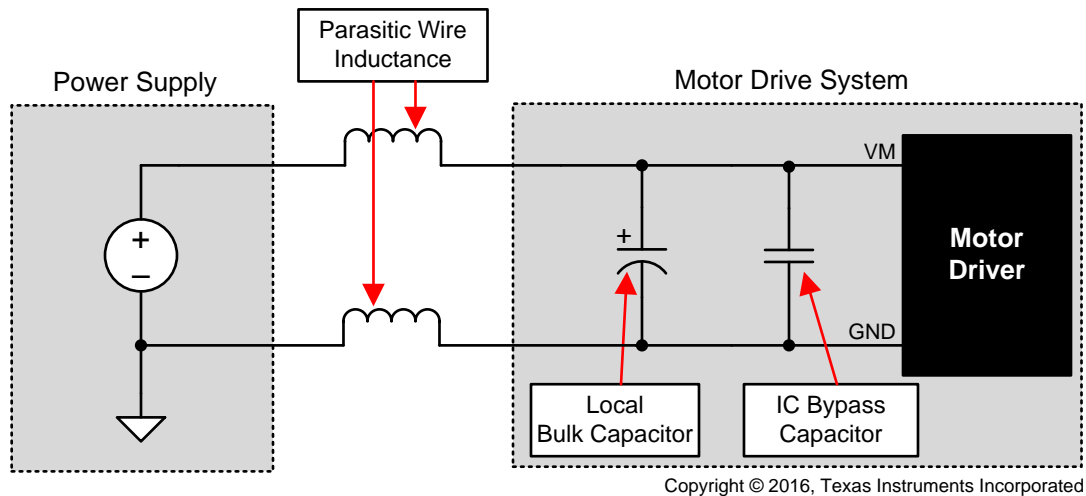 Parasitic Wire
Inductance
Power Supply
Motor Drive System
VM
+
–
+
Motor
Driver
GND
Local
Bulk Capacitor
IC Bypass
Capacitor
Copyright © 2016, Texas Instruments Incorporated